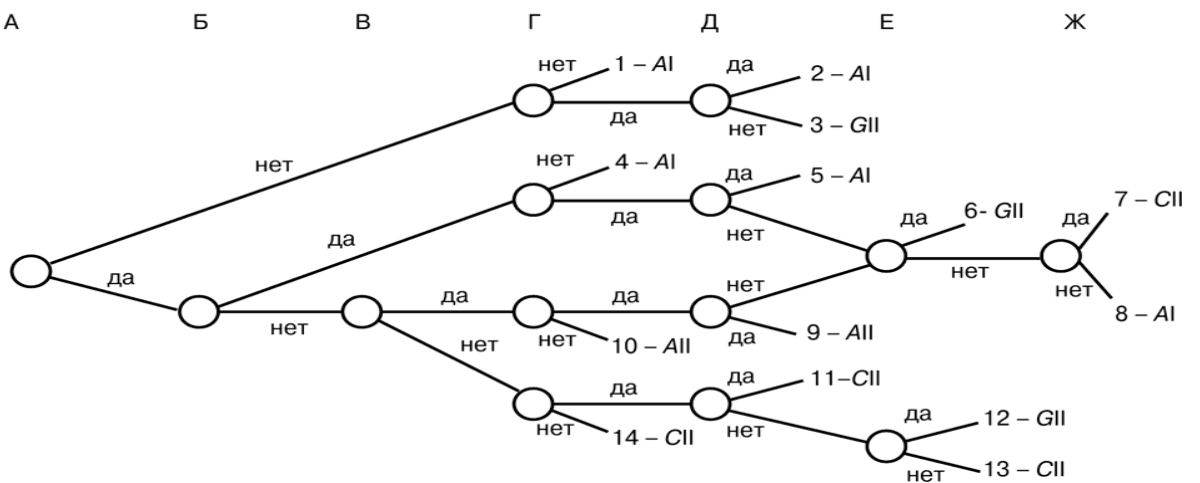 А Б В Г Д Е Ж
нет 1 – AI да 2 – AI
да нет 3 – GII
нет
нет 4 – AI да 5 – AI
да да нет
да 6- GII да 7 – CII
нет нет 8 – AI
да
нет да да нет
нет нет 10 – AII да 9 – AII
да да 11–CII
нет 14 – CII нет
да 12 – GII
нет 13 – CII